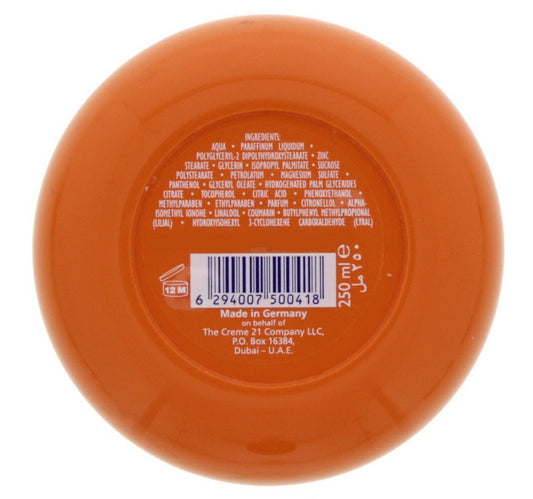 INGREDIENTS:
AQUA • PARAFFINUM LIQUIDUM •
POLYGLYCERYL-2 DIPOLYHYDROXYSTEARATE • ZINC
STEARATE • GLYCERIN • ISOPROPYL PALMITATE • SUCROSE
POLYSTEARATE • PETROLATUM • MAGNESIUM SULFATE •
PANTHENOL • GLYCERYL OLEATE • HYDROGENATED PALM GLYCERIDES
CITRATE • TOCOPHEROL • CITRIC ACID • PHENOXYETHANOL •
METHYLPARABEN • ETHYLPARABEN • PARFUM • CITRONELLOL • ALPHA-
ISOMETHYL IONONE • LINALOOL • COUMARIN • BUTYLPHENYL METHYLPROPIONAL
(LILIAL) • HYDROXYISOHEXYL 3-CYCLOHEXENE CARBOXALDEHYDE (LYRAL)
12 M
6 294007 500418
250 ml e
٢٥٠ مل
Made in Germany
on behalf of
The Creme 21 Company LLC,
P.O. Box 16384,
Dubai – U.A.E.